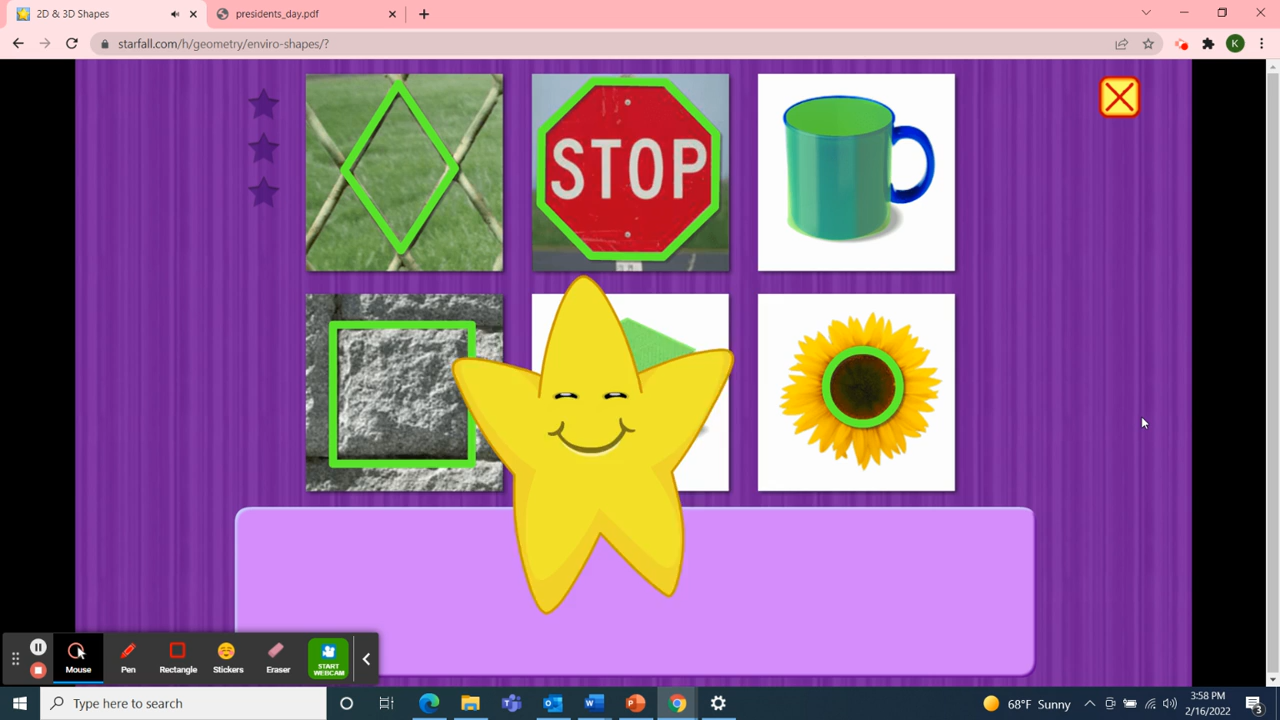 2D & 3D Shapes
presidents_day.pdf
starfall.com/h/geometry/enviro-shapes/?
K
STOP
Mouse
Pen
Rectangle
Stickers
Eraser
START
WEBCAM
Type here to search
68°F Sunny
3:58 PM
2/16/2022
3